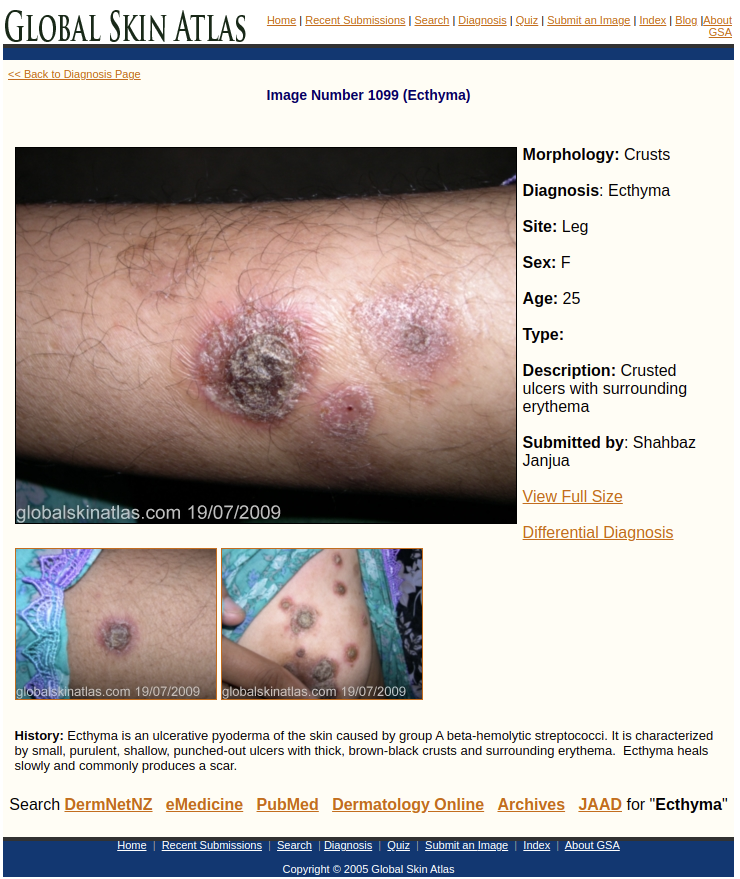 GLOBAL SKIN ATLAS
Home | Recent Submissions | Search | Diagnosis | Quiz | Submit an Image | Index | Blog |About
GSA
<< Back to Diagnosis Page
Image Number 1099 (Ecthyma)
globalskinatlas.com 19/07/2009
Morphology: Crusts
Diagnosis: Ecthyma
Site: Leg
Sex: F
Age: 25
Type:
Description: Crusted
ulcers with surrounding
erythema
Submitted by: Shahbaz
Janjua
View Full Size
Differential Diagnosis
globalskinatlas.com 19/07/2009
globalskinatlas.com 19/07/2009
History: Ecthyma is an ulcerative pyoderma of the skin caused by group A beta-hemolytic streptococci. It is characterized
by small, purulent, shallow, punched-out ulcers with thick, brown-black crusts and surrounding erythema. Ecthyma heals
slowly and commonly produces a scar.
Search DermNetNZ eMedicine PubMed Dermatology Online Archives JAAD for "Ecthyma"
Home | Recent Submissions | Search | Diagnosis | Quiz | Submit an Image | Index | About GSA
Copyright © 2005 Global Skin Atlas